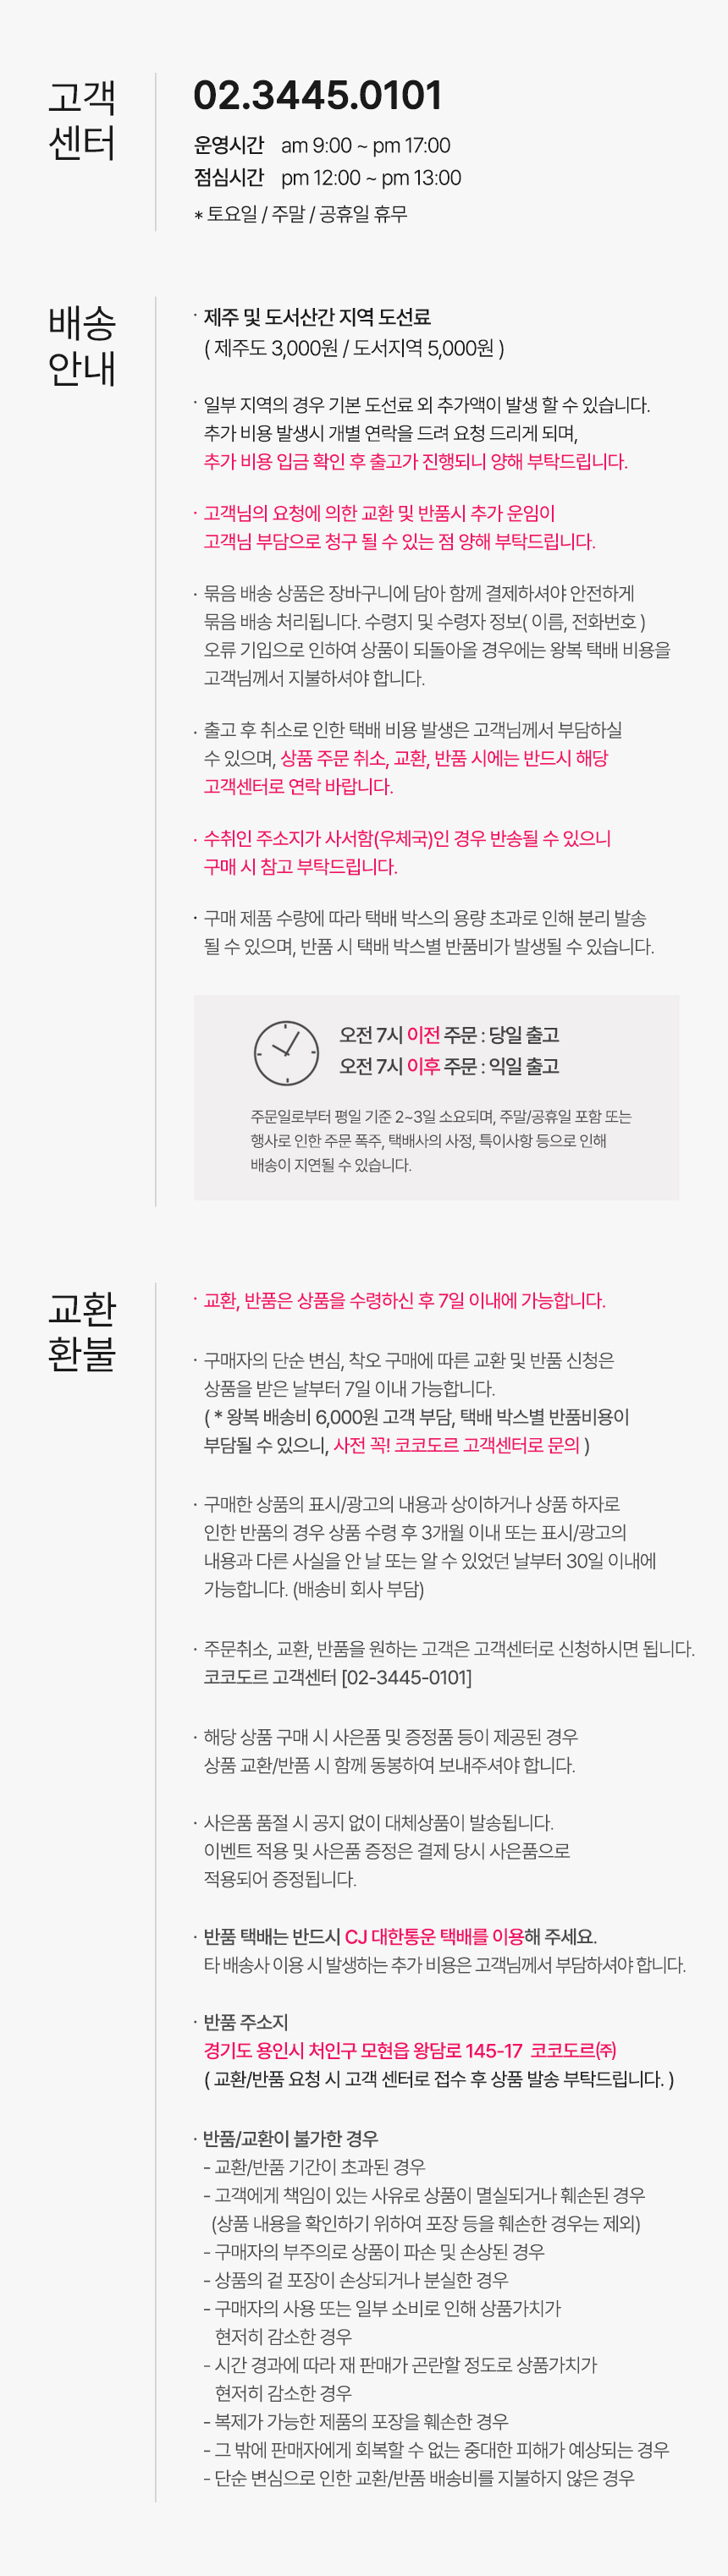 고객
센터
02.3445.0101
운영시간 am 9:00 ~ pm 17:00
점심시간 pm 12:00 ~ pm 13:00
* 토요일 / 주말 / 공휴일 휴무
배송
안내
· 제주 및 도서산간 지역 도선료
( 제주도 3,000원 / 도서지역 5,000원 )
· 일부 지역의 경우 기본 도선료 외 추가액이 발생 할 수 있습니다.
추가 비용 발생시 개별 연락을 드려 요청 드리게 되며,
추가 비용 입금 확인 후 출고가 진행되니 양해 부탁드립니다.
· 고객님의 요청에 의한 교환 및 반품시 추가 운임이
고객님 부담으로 청구 될 수 있는 점 양해 부탁드립니다.
· 묶음 배송 상품은 장바구니에 담아 함께 결제하셔야 안전하게
묶음 배송 처리됩니다. 수령지 및 수령자 정보( 이름, 전화번호 )
오류 기입으로 인하여 상품이 되돌아올 경우에는 왕복 택배 비용을
고객님께서 지불하셔야 합니다.
· 출고 후 취소로 인한 택배 비용 발생은 고객님께서 부담하실
수 있으며, 상품 주문 취소, 교환, 반품 시에는 반드시 해당
고객센터로 연락 바랍니다.
· 수취인 주소지가 사서함(우체국)인 경우 반송될 수 있으니
구매 시 참고 부탁드립니다.
· 구매 제품 수량에 따라 택배 박스의 용량 초과로 인해 분리 발송
될 수 있으며, 반품 시 택배 박스별 반품비가 발생될 수 있습니다.
오전 7시 이전 주문 : 당일 출고
오전 7시 이후 주문 : 익일 출고
주문일로부터 평일 기준 2~3일 소요되며, 주말/공휴일 포함 또는
행사로 인한 주문 폭주, 택배사의 사정, 특이사항 등으로 인해
배송이 지연될 수 있습니다.
교환
환불
· 교환, 반품은 상품을 수령하신 후 7일 이내에 가능합니다.
· 구매자의 단순 변심, 착오 구매에 따른 교환 및 반품 신청은
상품을 받은 날부터 7일 이내 가능합니다.
( * 왕복 배송비 6,000원 고객 부담, 택배 박스별 반품비용이
부담될 수 있으니, 사전 꼭! 코코도르 고객센터로 문의 )
· 구매한 상품의 표시/광고의 내용과 상이하거나 상품 하자로
인한 반품의 경우 상품 수령 후 3개월 이내 또는 표시/광고의
내용과 다른 사실을 안 날 또는 알 수 있었던 날부터 30일 이내에
가능합니다. (배송비 회사 부담)
· 주문취소, 교환, 반품을 원하는 고객은 고객센터로 신청하시면 됩니다.
코코도르 고객센터 [02-3445-0101]
· 해당 상품 구매 시 사은품 및 증정품 등이 제공된 경우
상품 교환/반품 시 함께 동봉하여 보내주셔야 합니다.
· 사은품 품절 시 공지 없이 대체상품이 발송됩니다.
이벤트 적용 및 사은품 증정은 결제 당시 사은품으로
적용되어 증정됩니다.
· 반품 택배는 반드시 CJ 대한통운 택배를 이용해 주세요.
타 배송사 이용 시 발생하는 추가 비용은 고객님께서 부담하셔야 합니다.
· 반품 주소지
경기도 용인시 처인구 모현읍 왕담로 145-17 코코도르㈜
( 교환/반품 요청 시 고객 센터로 접수 후 상품 발송 부탁드립니다. )
· 반품/교환이 불가한 경우
- 교환/반품 기간이 초과된 경우
- 고객에게 책임이 있는 사유로 상품이 멸실되거나 훼손된 경우
(상품 내용을 확인하기 위하여 포장 등을 훼손한 경우는 제외)
- 구매자의 부주의로 상품이 파손 및 손상된 경우
- 상품의 겉 포장이 손상되거나 분실한 경우
- 구매자의 사용 또는 일부 소비로 인해 상품가치가
현저히 감소한 경우
- 시간 경과에 따라 재 판매가 곤란할 정도로 상품가치가
현저히 감소한 경우
- 복제가 가능한 제품의 포장을 훼손한 경우
- 그 밖에 판매자에게 회복할 수 없는 중대한 피해가 예상되는 경우
- 단순 변심으로 인한 교환/반품 배송비를 지불하지 않은 경우